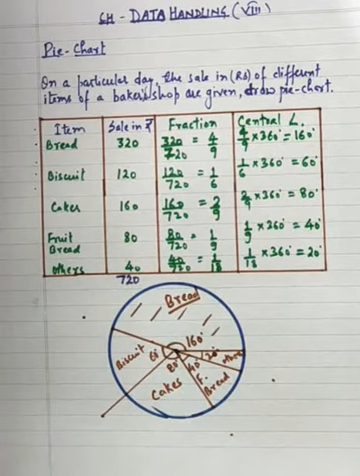 CH - DATA HANDLING (VIII)
Pie-Chart
On a particular day, the sale in (Rs) of different
items of a baker's shop are given, draw pie-chart.
Item Sale in ₹ Fraction Central ∠.
Bread 320 320/720 = 4/9 4/9 × 360° = 160°
Biscuit 120 120/720 = 1/6 1/6 × 360° = 60°
Cakes 160 160/720 = 2/9 2/9 × 360° = 80°
Fruit Bread 80 80/720 = 1/9 1/9 × 360° = 40°
others 40 40/720 = 1/18 1/18 × 360° = 20°
720
Bread
160°
Biscuit 60° 20° others
80° 40°
Cakes F. Bread